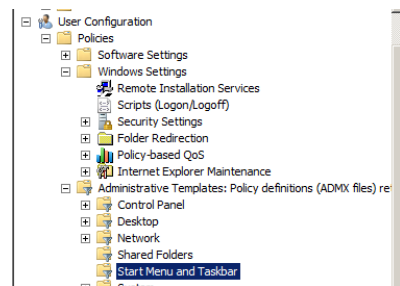 User Configuration
Policies
Software Settings
Windows Settings
Remote Installation Services
Scripts (Logon/Logoff)
Security Settings
Folder Redirection
Policy-based QoS
Internet Explorer Maintenance
Administrative Templates: Policy definitions (ADMX files) re
Control Panel
Desktop
Network
Shared Folders
Start Menu and Taskbar